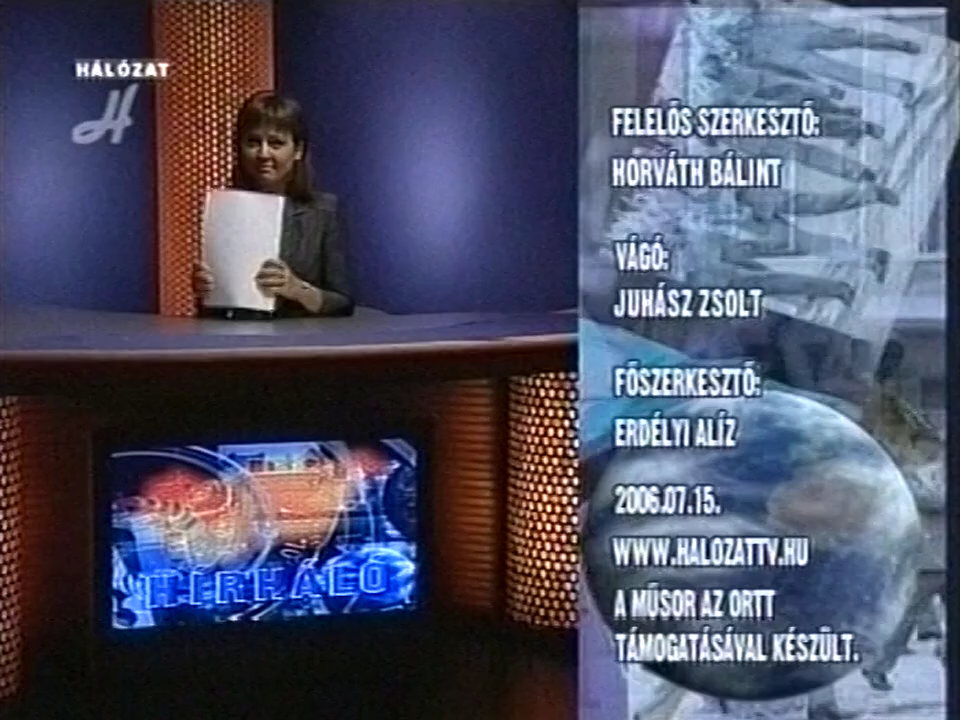 HÁLÓZAT
H
HÍRHÁLÓ
FELELŐS SZERKESZTŐ:
HORVÁTH BÁLINT
VÁGÓ:
JUHÁSZ ZSOLT
FŐSZERKESZTŐ:
ERDÉLYI ALÍZ
2006.07.15.
WWW.HALOZATTV.HU
A MŰSOR AZ ORTT
TÁMOGATÁSÁVAL KÉSZÜLT.